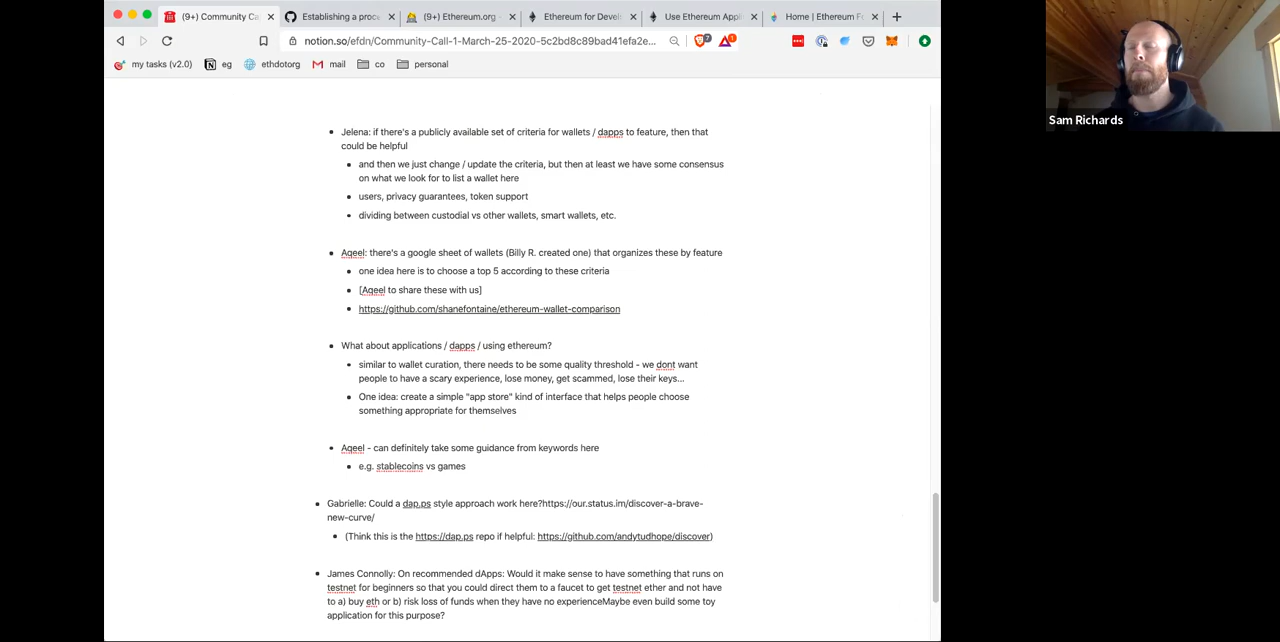 (9+) Community Ca
Establishing a proce
(9+) Ethereum.org -
Ethereum for Devel
Use Ethereum Appl
Home | Ethereum Fo
notion.so/efdn/Community-Call-1-March-25-2020-5c2bd8c89bad41efa2e...
7
1
my tasks (v2.0)
eg
ethdotorg
mail
co
personal
Jelena: if there's a publicly available set of criteria for wallets / dapps to feature, then that
could be helpful
and then we just change / update the criteria, but then at least we have some consensus
on what we look for to list a wallet here
users, privacy guarantees, token support
dividing between custodial vs other wallets, smart wallets, etc.
Aqeel: there's a google sheet of wallets (Billy R. created one) that organizes these by feature
one idea here is to choose a top 5 according to these criteria
[Aqeel to share these with us]
https://github.com/shanefontaine/ethereum-wallet-comparison
What about applications / dapps / using ethereum?
similar to wallet curation, there needs to be some quality threshold - we dont want
people to have a scary experience, lose money, get scammed, lose their keys...
One idea: create a simple "app store" kind of interface that helps people choose
something appropriate for themselves
Aqeel - can definitely take some guidance from keywords here
e.g. stablecoins vs games
Gabrielle: Could a dap.ps style approach work here?https://our.status.im/discover-a-brave-
new-curve/
(Think this is the https://dap.ps repo if helpful: https://github.com/andytudhope/discover)
James Connolly: On recommended dApps: Would it make sense to have something that runs on
testnet for beginners so that you could direct them to a faucet to get testnet ether and not have
to a) buy eth or b) risk loss of funds when they have no experienceMaybe even build some toy
application for this purpose?
Sam Richards